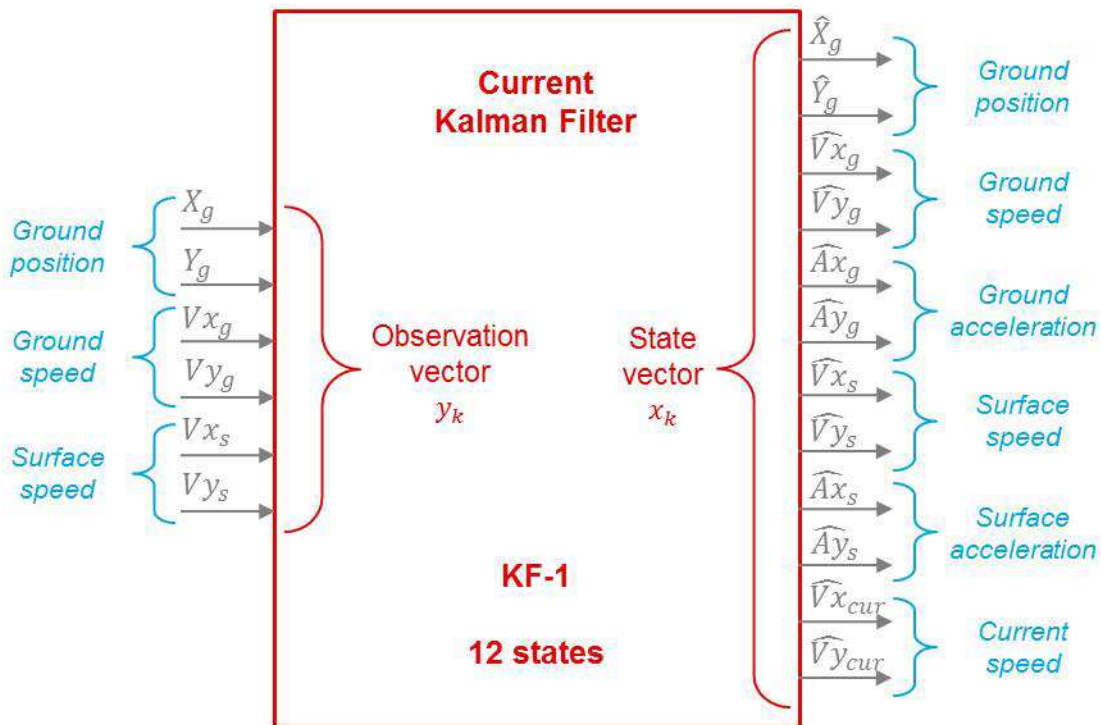 Current
Kalman Filter
Ground
position
X_g
Y_g
Ground
speed
Vx_g
Vy_g
Surface
speed
Vx_s
Vy_s
Observation
vector
y_k
State
vector
x_k
KF-1
12 states
X̂_g
Ŷ_g
Ground
position
V̂x_g
V̂y_g
Ground
speed
Âx_g
Ây_g
Ground
acceleration
V̂x_s
V̂y_s
Surface
speed
Âx_s
Ây_s
Surface
acceleration
V̂x_cur
V̂y_cur
Current
speed